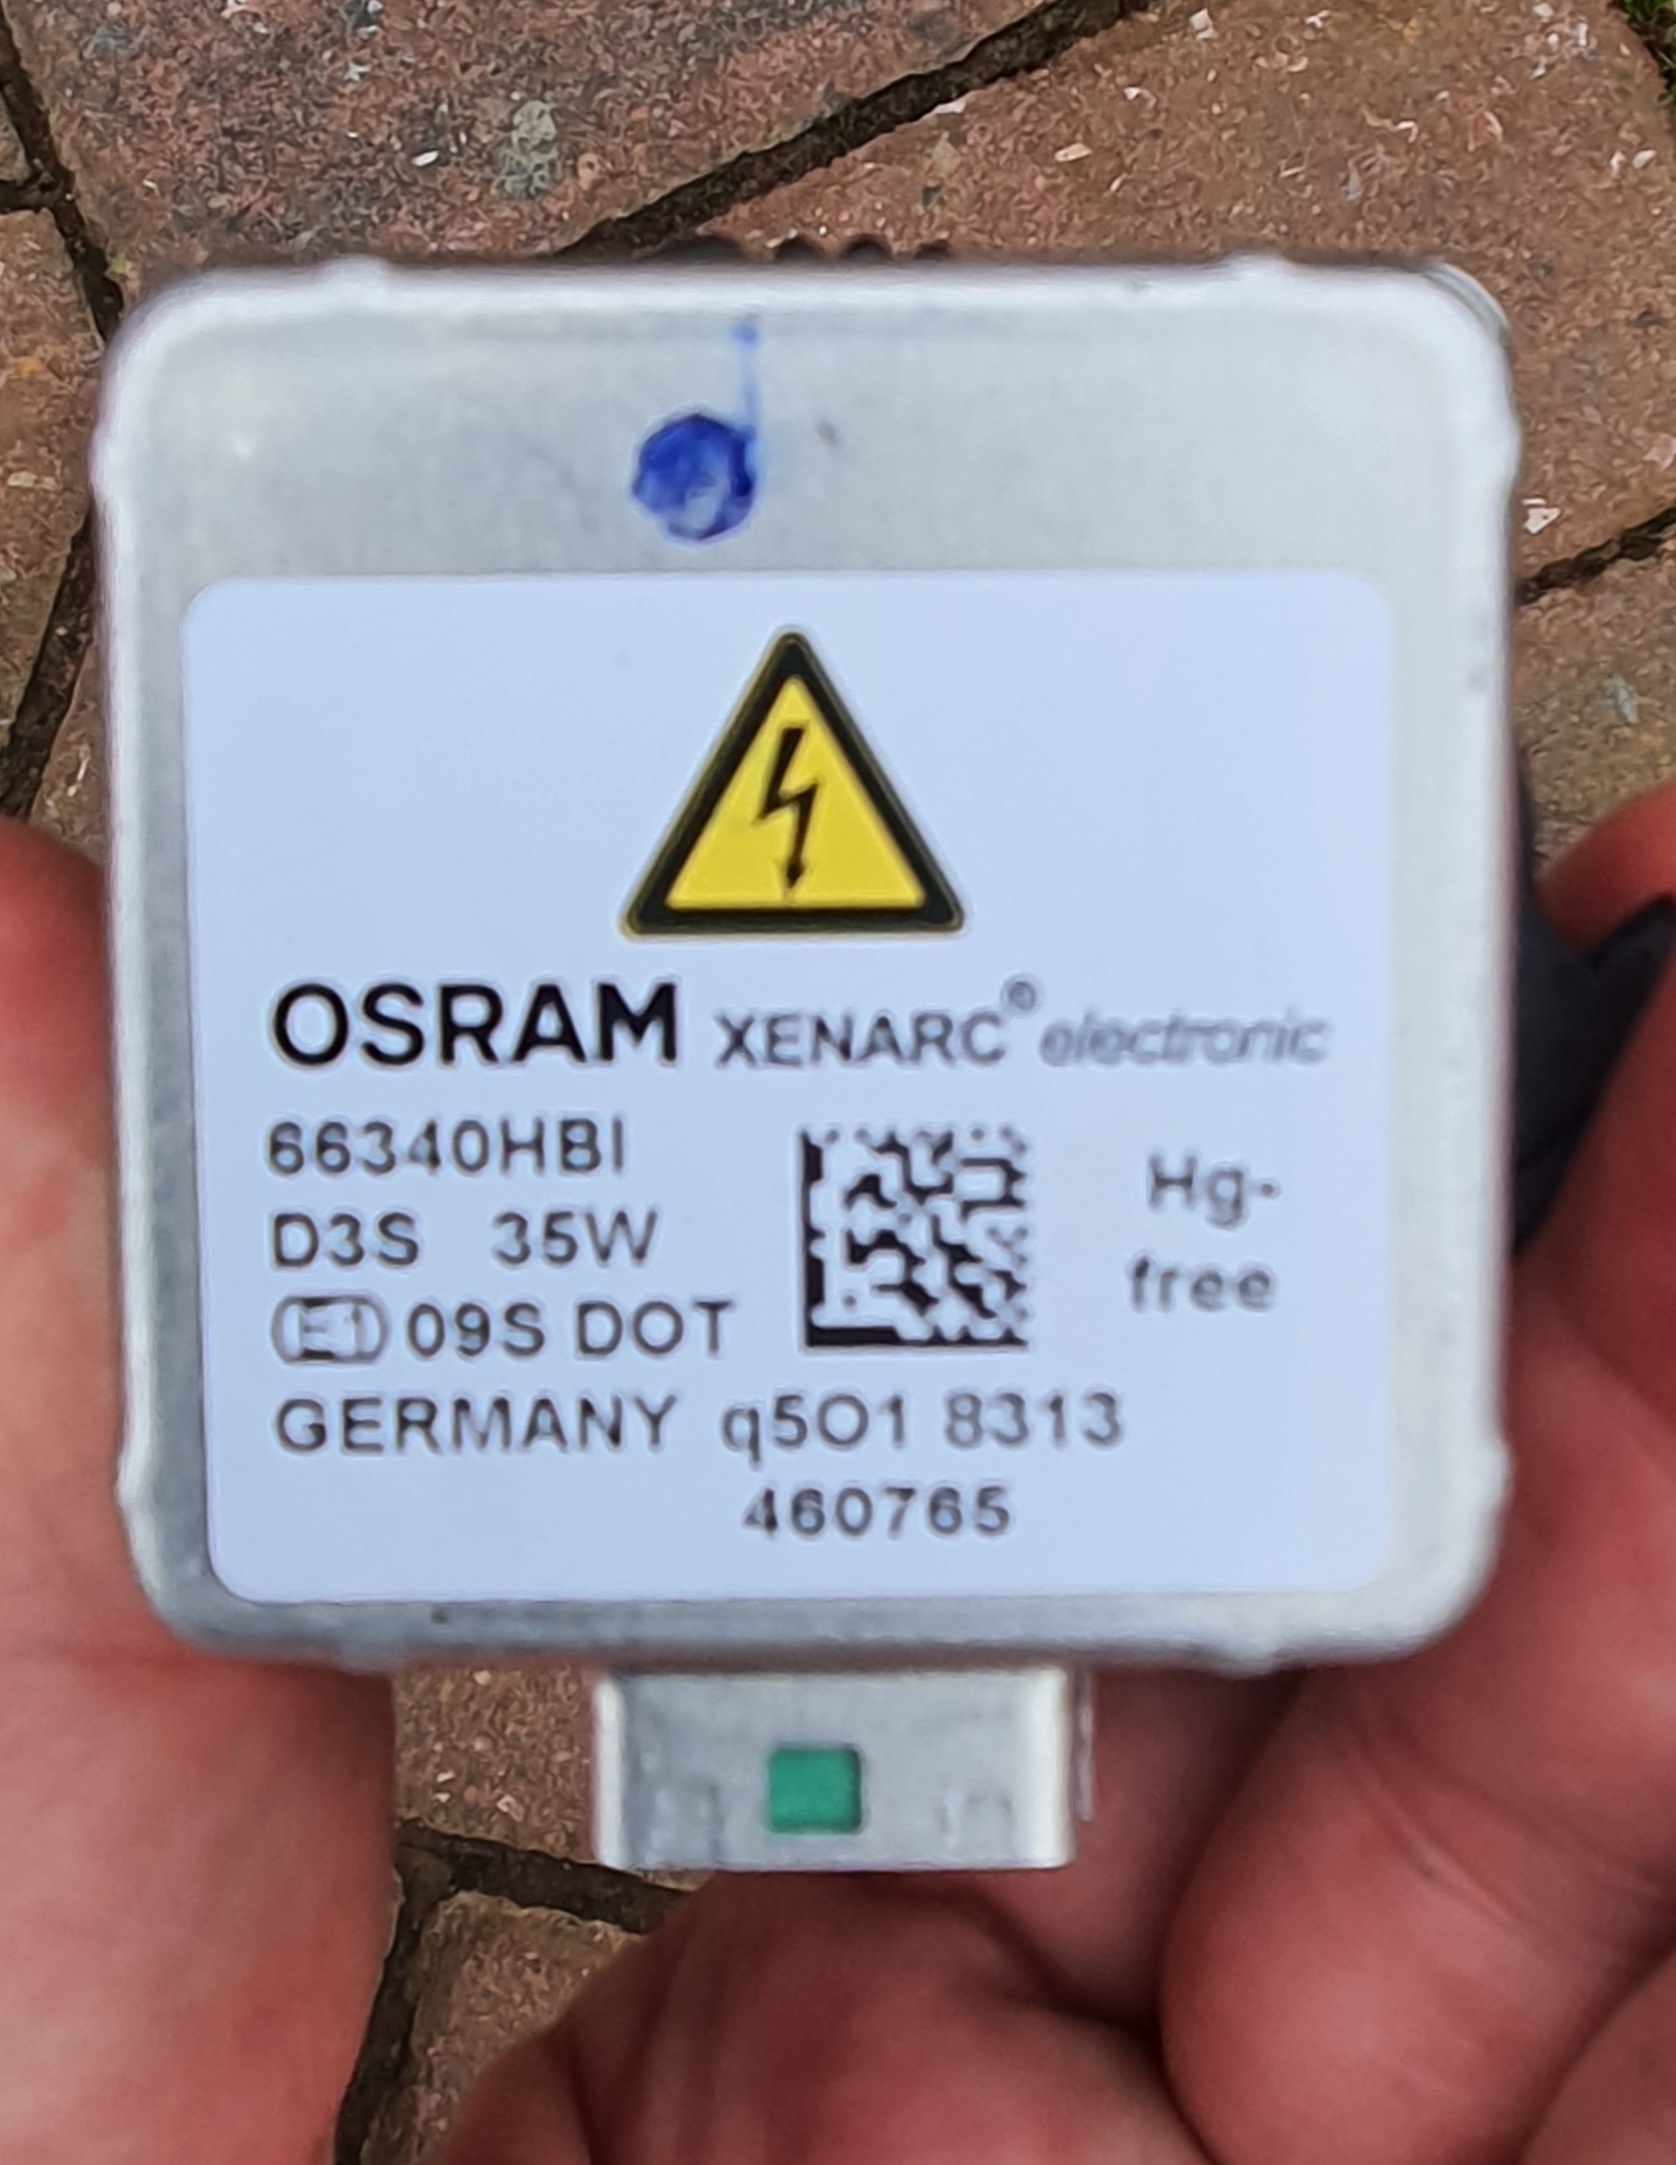 OSRAM XENARC® electronic
66340HBI
D3S 35W
Hg-
free
E1 09S DOT
GERMANY q5O1 8313
460765